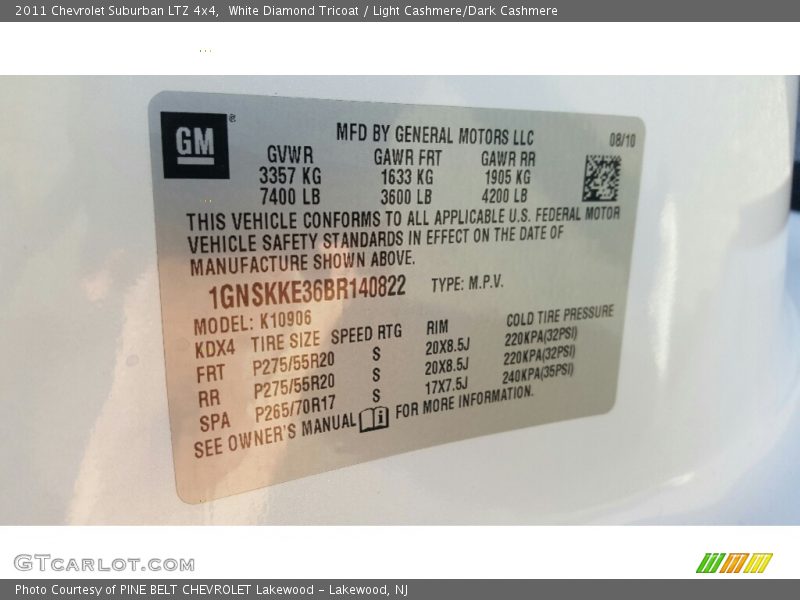 2011 Chevrolet Suburban LTZ 4x4,  White Diamond Tricoat / Light Cashmere/Dark Cashmere
GM ®
MFD BY GENERAL MOTORS LLC 08/10
GVWR GAWR FRT GAWR RR
3357 KG 1633 KG 1905 KG
7400 LB 3600 LB 4200 LB
THIS VEHICLE CONFORMS TO ALL APPLICABLE U.S. FEDERAL MOTOR
VEHICLE SAFETY STANDARDS IN EFFECT ON THE DATE OF
MANUFACTURE SHOWN ABOVE.
1GNSKKE36BR140822 TYPE: M.P.V.
MODEL: K10906
KDX4 TIRE SIZE SPEED RTG RIM COLD TIRE PRESSURE
FRT P275/55R20 S 20X8.5J 220KPA(32PSI)
RR P275/55R20 S 20X8.5J 220KPA(32PSI)
SPA P265/70R17 S 17X7.5J 240KPA(35PSI)
SEE OWNER'S MANUAL i FOR MORE INFORMATION.
GTCARLOT.COM
Photo Courtesy of PINE BELT CHEVROLET Lakewood - Lakewood, NJ